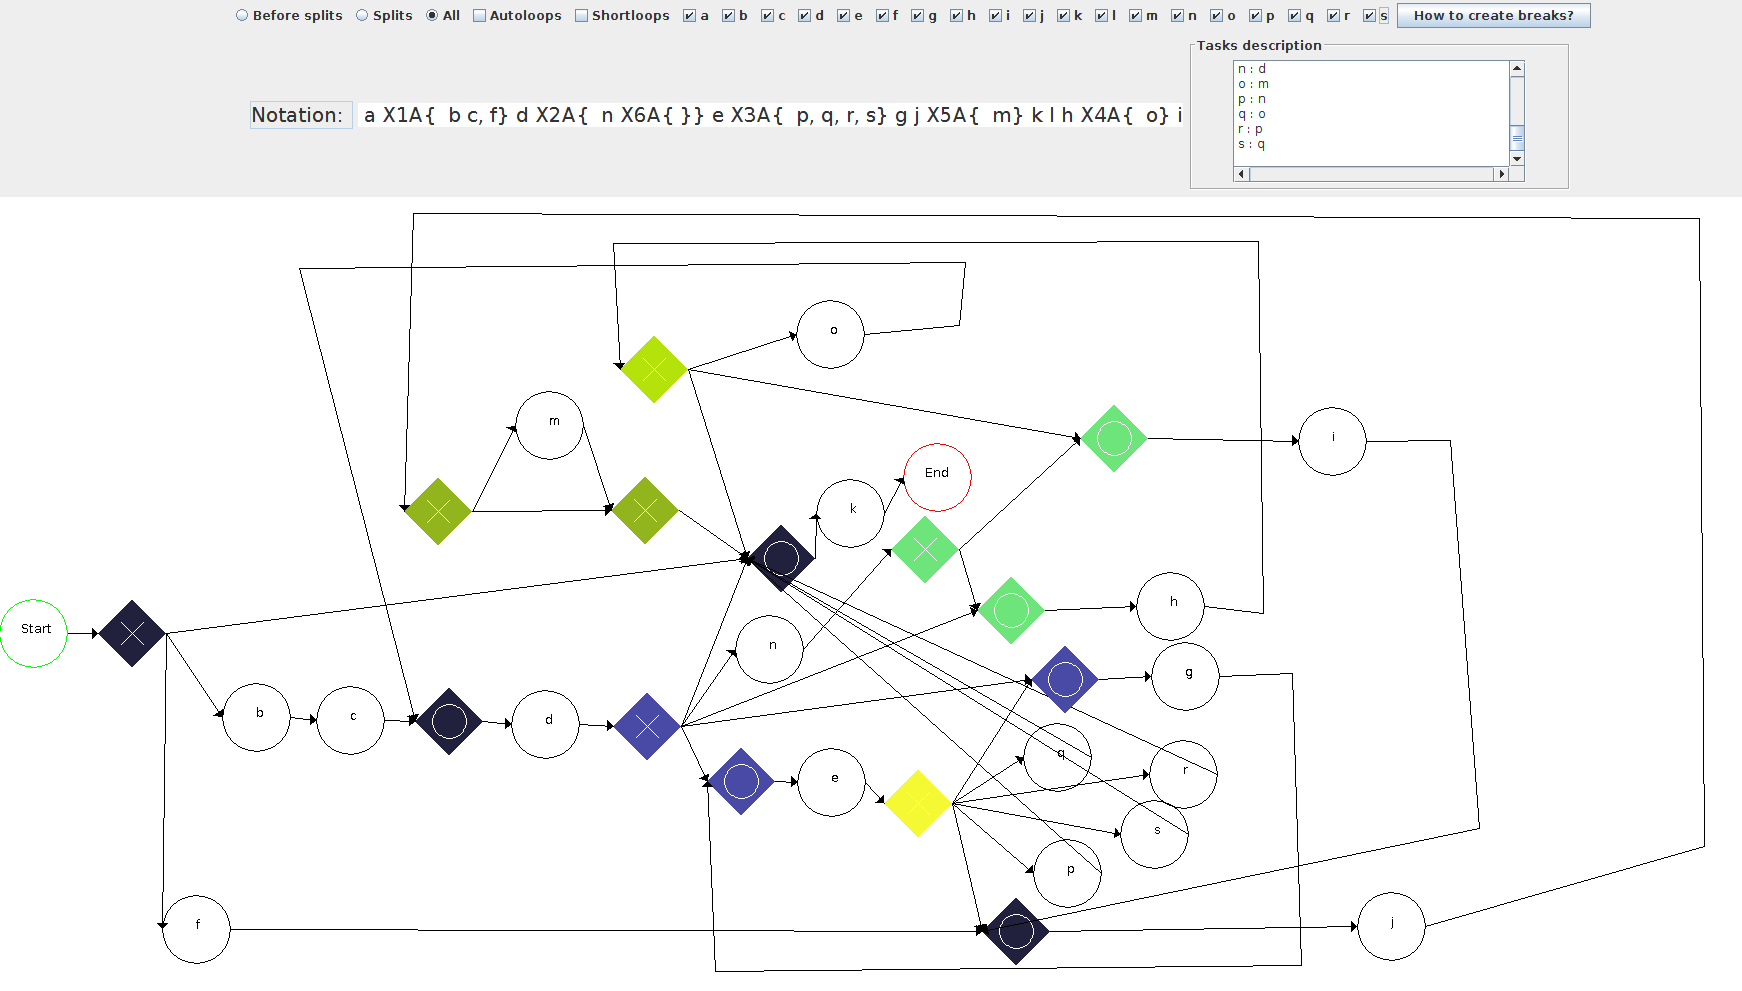 Before splits Splits All Autoloops Shortloops a b c d e f g h i j k l m n o p q r s How to create breaks?
Tasks description
n : d
o : m
p : n
q : o
r : p
s : q
Notation: a X1A{ b c, f} d X2A{ n X6A{ }} e X3A{ p, q, r, s} g j X5A{ m} k l h X4A{ o} i
o
m
i
End
k
h
Start
n
g
b
c
d
q
r
e
s
p
f
j